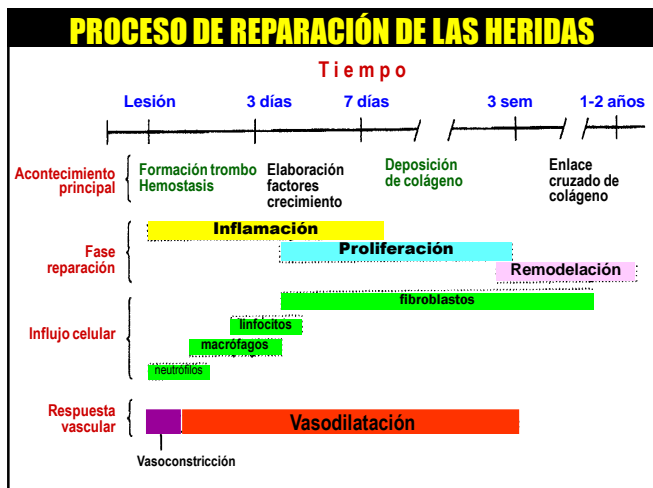 PROCESO DE REPARACIÓN DE LAS HERIDAS
Tiempo
Lesión 3 días 7 días 3 sem 1-2 años
Acontecimiento
principal
Formación trombo
Hemostasis
Elaboración
factores
crecimiento
Deposición
de colágeno
Enlace
cruzado de
colágeno
Fase
reparación
Inflamación
Proliferación
Remodelación
Influjo celular
fibroblastos
linfocitos
macrófagos
neutrófilos
Respuesta
vascular
Vasodilatación
Vasoconstricción